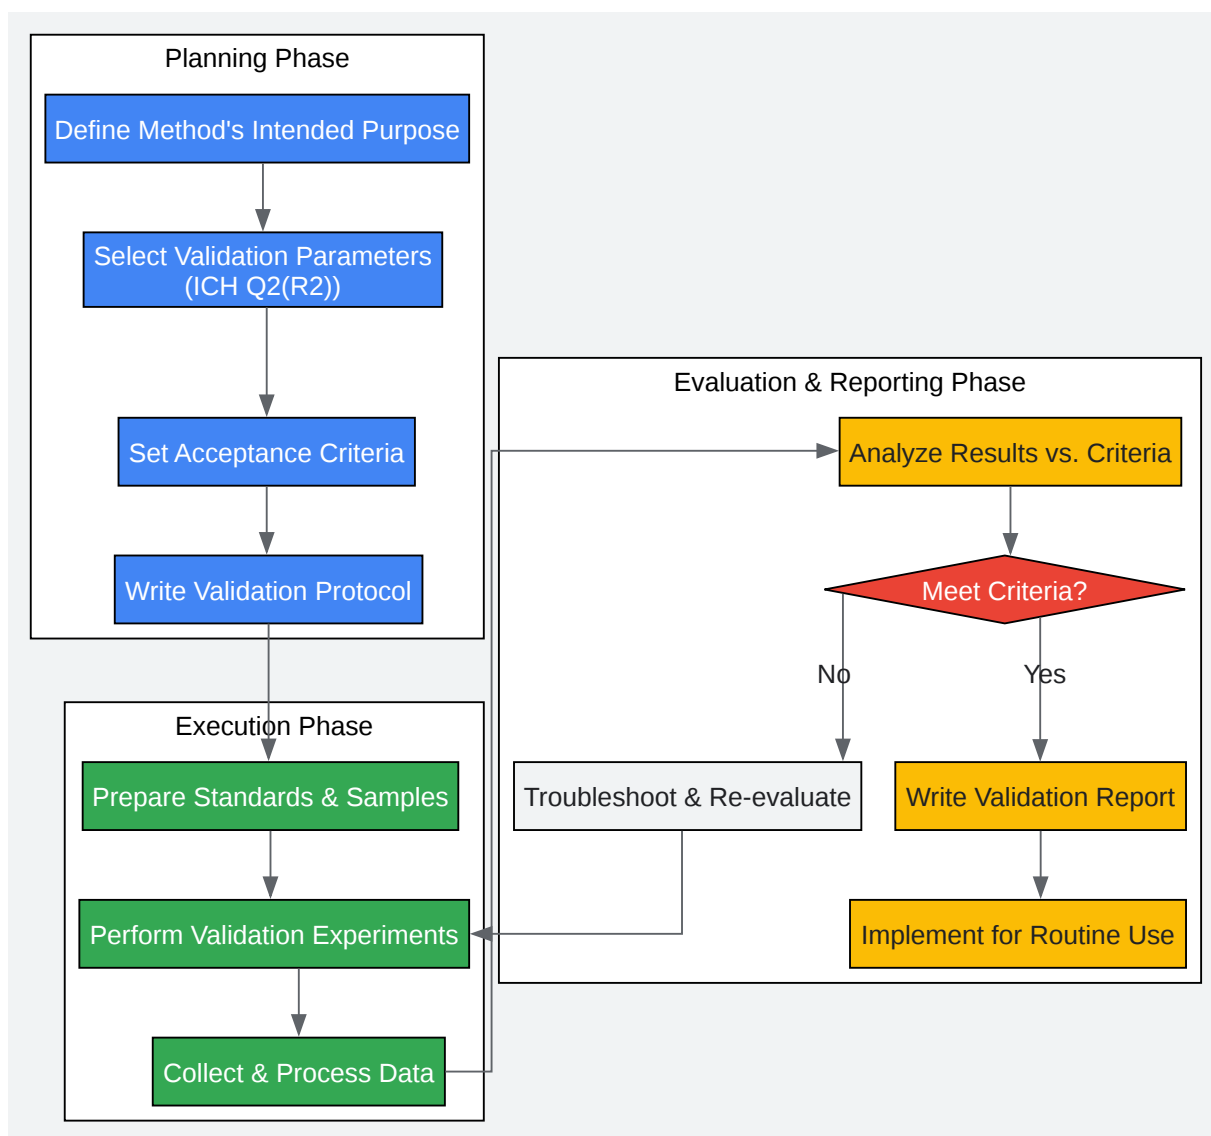 Planning Phase
Define Method's Intended Purpose
Select Validation Parameters
(ICH Q2(R2))
Set Acceptance Criteria
Write Validation Protocol
Execution Phase
Prepare Standards & Samples
Perform Validation Experiments
Collect & Process Data
Evaluation & Reporting Phase
Analyze Results vs. Criteria
Meet Criteria?
No
Yes
Troubleshoot & Re-evaluate
Write Validation Report
Implement for Routine Use